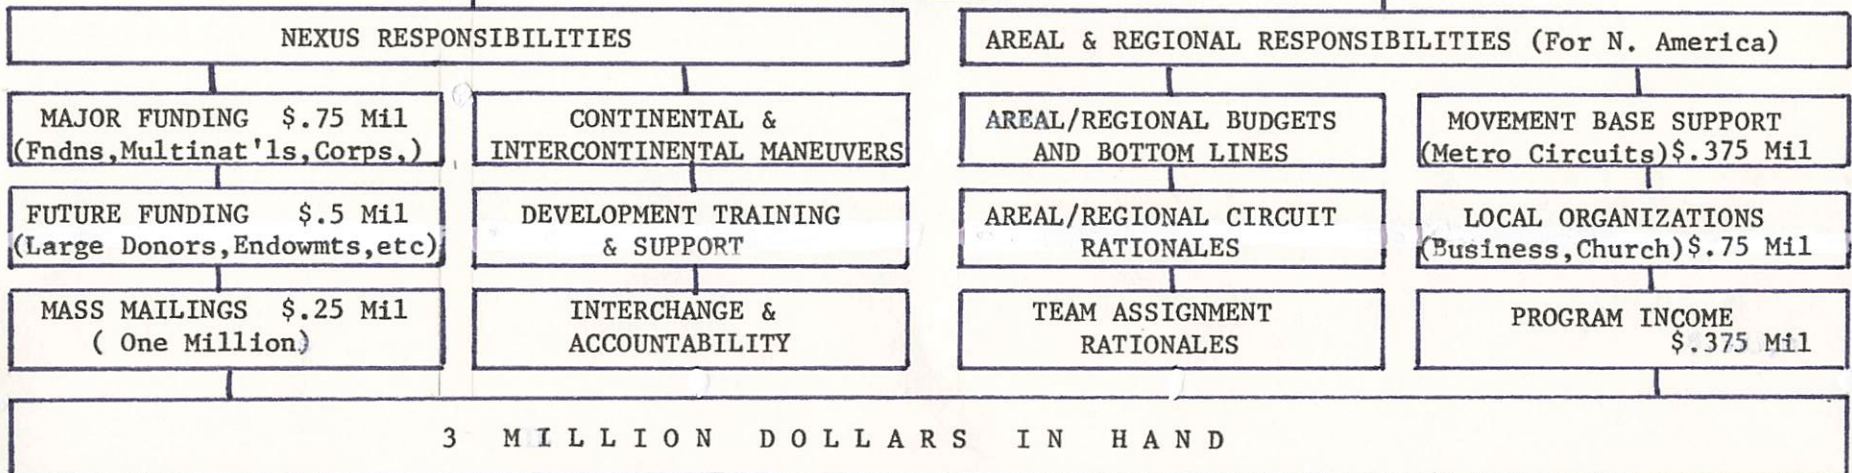 NEXUS RESPONSIBILITIES
MAJOR FUNDING $.75 Mil
(Fndns,Multinat'ls,Corps,)
FUTURE FUNDING $.5 Mil
(Large Donors,Endowmts,etc)
MASS MAILINGS $.25 Mil
( One Million)
CONTINENTAL &
INTERCONTINENTAL MANEUVERS
DEVELOPMENT TRAINING
& SUPPORT
INTERCHANGE &
ACCOUNTABILITY
AREAL & REGIONAL RESPONSIBILITIES (For N. America)
AREAL/REGIONAL BUDGETS
AND BOTTOM LINES
AREAL/REGIONAL CIRCUIT
RATIONALES
TEAM ASSIGNMENT
RATIONALES
MOVEMENT BASE SUPPORT
(Metro Circuits)$.375 Mil
LOCAL ORGANIZATIONS
(Business,Church)$.75 Mil
PROGRAM INCOME
$.375 Mil
3 MILLION DOLLARS IN HAND